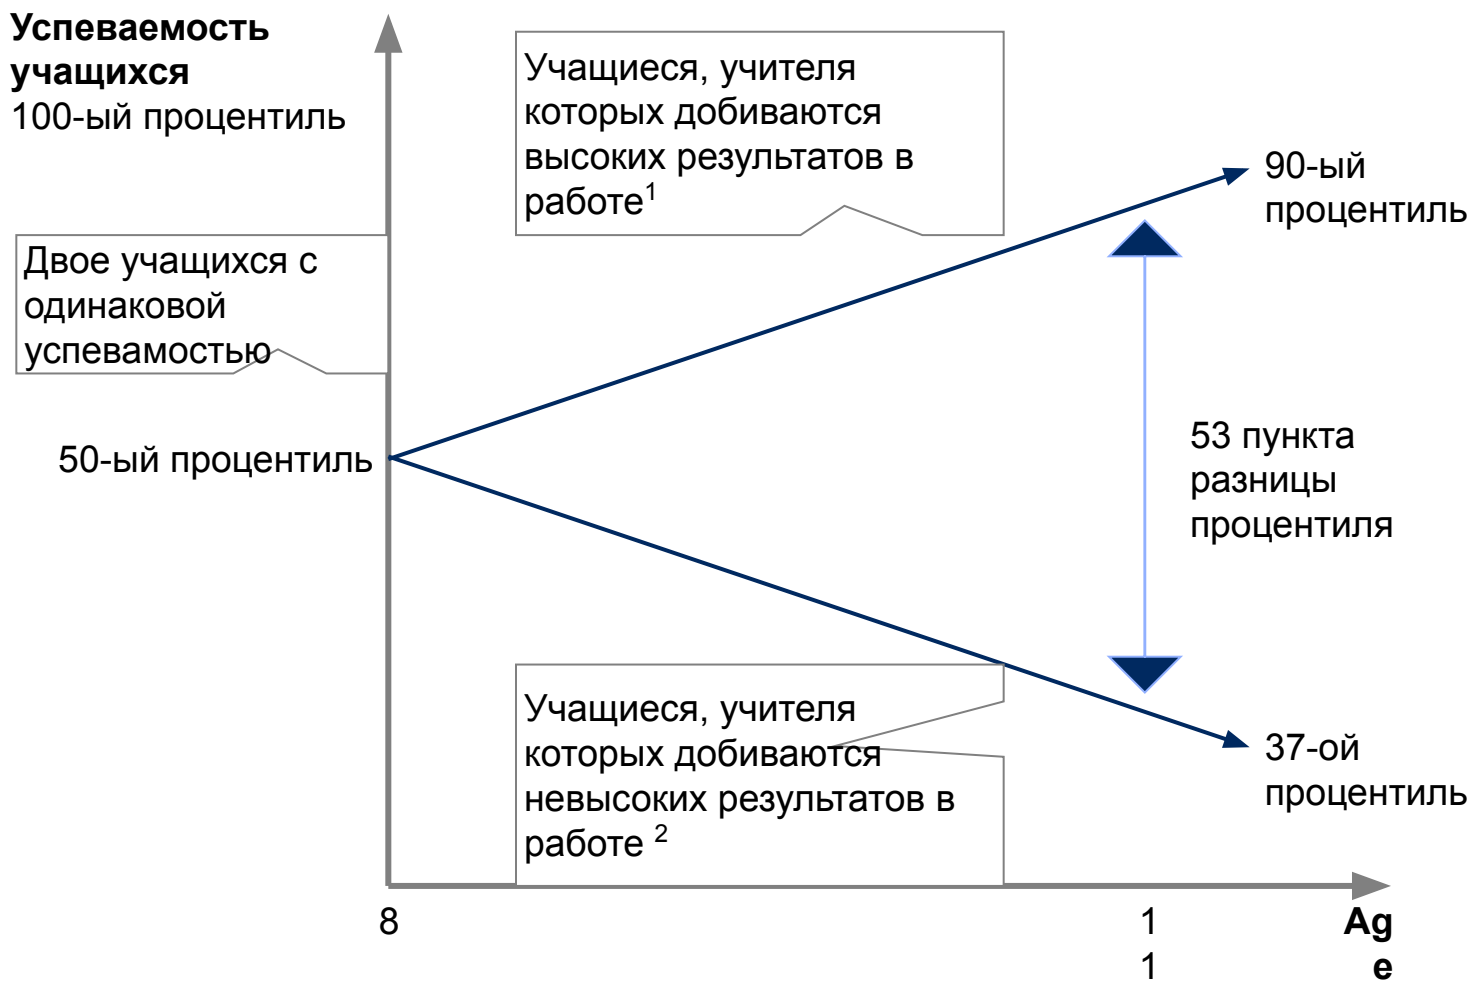 Успеваемость
учащихся
100-ый процентиль
Учащиеся, учителя
которых добиваются
высоких результатов в
работе1
90-ый
процентиль
Двое учащихся с
одинаковой
успевамостью
50-ый процентиль
53 пункта
разницы
процентиля
Учащиеся, учителя
которых добиваются
невысоких результатов в
работе 2
37-ой
процентиль
8
1
1
Ag
e